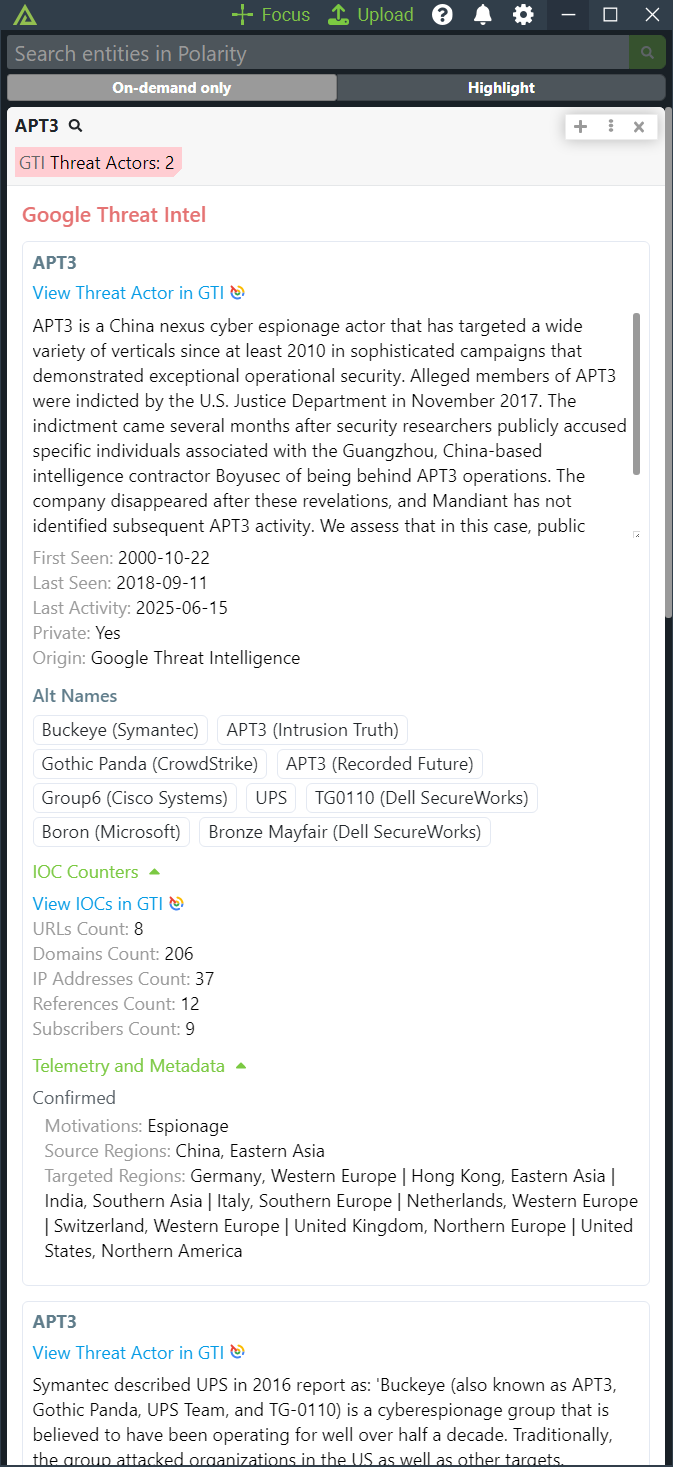 Focus Upload
Search entities in Polarity
On-demand only Highlight
APT3
GTI Threat Actors: 2
Google Threat Intel
APT3
View Threat Actor in GTI
APT3 is a China nexus cyber espionage actor that has targeted a wide
variety of verticals since at least 2010 in sophisticated campaigns that
demonstrated exceptional operational security. Alleged members of APT3
were indicted by the U.S. Justice Department in November 2017. The
indictment came several months after security researchers publicly accused
specific individuals associated with the Guangzhou, China-based
intelligence contractor Boyusec of being behind APT3 operations. The
company disappeared after these revelations, and Mandiant has not
identified subsequent APT3 activity. We assess that in this case, public
First Seen: 2000-10-22
Last Seen: 2018-09-11
Last Activity: 2025-06-15
Private: Yes
Origin: Google Threat Intelligence
Alt Names
Buckeye (Symantec) APT3 (Intrusion Truth)
Gothic Panda (CrowdStrike) APT3 (Recorded Future)
Group6 (Cisco Systems) UPS TG0110 (Dell SecureWorks)
Boron (Microsoft) Bronze Mayfair (Dell SecureWorks)
IOC Counters
View IOCs in GTI
URLs Count: 8
Domains Count: 206
IP Addresses Count: 37
References Count: 12
Subscribers Count: 9
Telemetry and Metadata
Confirmed
Motivations: Espionage
Source Regions: China, Eastern Asia
Targeted Regions: Germany, Western Europe | Hong Kong, Eastern Asia |
India, Southern Asia | Italy, Southern Europe | Netherlands, Western Europe
| Switzerland, Western Europe | United Kingdom, Northern Europe | United
States, Northern America
APT3
View Threat Actor in GTI
Symantec described UPS in 2016 report as: 'Buckeye (also known as APT3,
Gothic Panda, UPS Team, and TG-0110) is a cyberespionage group that is
believed to have been operating for well over half a decade. Traditionally,
the group attacked organizations in the US as well as other targets.